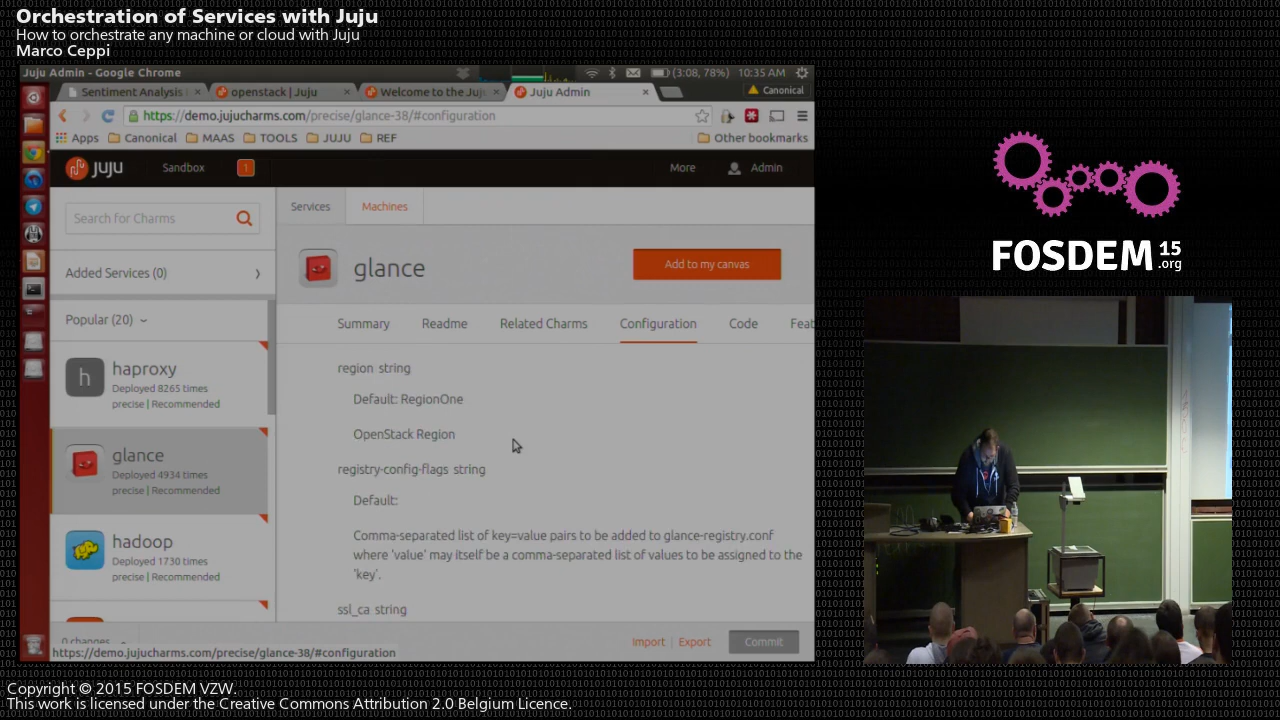 Orchestration of Services with Juju
How to orchestrate any machine or cloud with Juju
Marco Ceppi
Juju Admin - Google Chrome
(3:08, 78%) 10:35 AM
Sentiment Analysis
openstack | Juju
Welcome to the Juju
Juju Admin
Canonical
https://demo.jujucharms.com/precise/glance-38/#configuration
Apps Canonical MAAS TOOLS JUJU REF Other bookmarks
juju Sandbox 1 More Admin
Search for Charms
Services Machines
glance
Add to my canvas
Added Services (0)
Popular (20)
Summary Readme Related Charms Configuration Code Feat
haproxy
Deployed 8265 times
precise | Recommended
glance
Deployed 4934 times
precise | Recommended
hadoop
Deployed 1730 times
precise | Recommended
region string
Default: RegionOne
OpenStack Region
registry-config-flags string
Default:
Comma-separated list of key=value pairs to be added to glance-registry.conf
where 'value' may itself be a comma-separated list of values to be assigned to the
'key'.
ssl_ca string
0 changes
Import | Export Commit
https://demo.jujucharms.com/precise/glance-38/#configuration
FOSDEM 15
.org
Copyright © 2015 FOSDEM VZW.
This work is licensed under the Creative Commons Attribution 2.0 Belgium Licence.